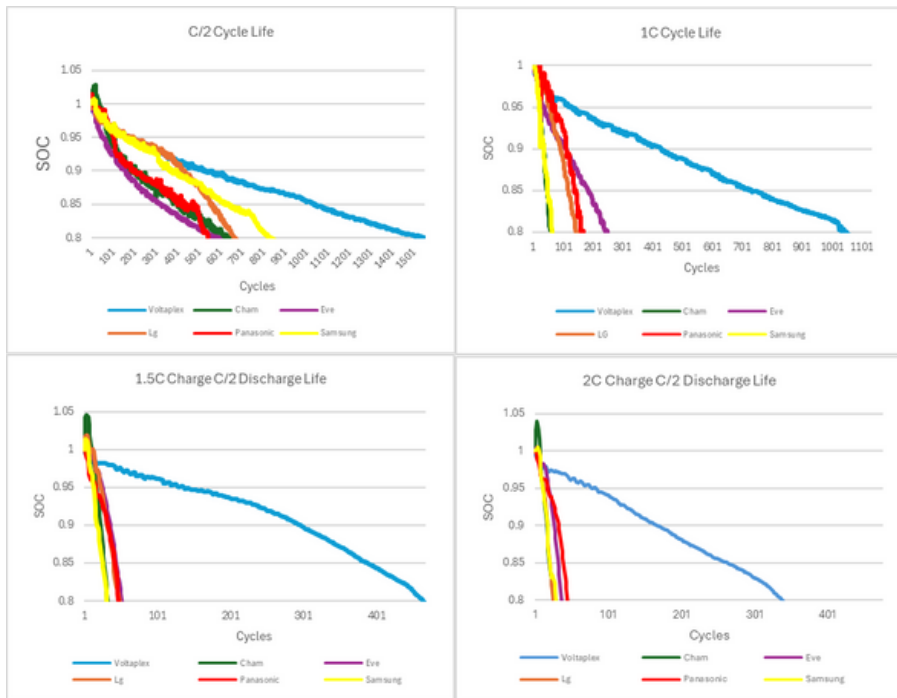 C/2 Cycle Life
1.05
1
0.95
0.9
0.85
0.8
SOC
1 101 201 301 401 501 601 701 801 901 1001 1101 1201 1301 1401 1501
Cycles
Voltaplex Cham Eve
Lg Panasonic Samsung
1C Cycle Life
1
0.95
0.9
0.85
0.8
SOC
1 101 201 301 401 501 601 701 801 901 1001 1101
Cycles
Voltaplex Cham Eve
LG Panasonic Samsung
1.5C Charge C/2 Discharge Life
1.05
1
0.95
0.9
0.85
0.8
SOC
1 101 201 301 401
Cycles
Voltaplex Cham Eve
Lg Panasonic Samsung
2C Charge C/2 Discharge Life
1.05
1
0.95
0.9
0.85
0.8
SOC
1 101 201 301 401
Cycles
Voltaplex Cham Eve
Lg Panasonic Samsung